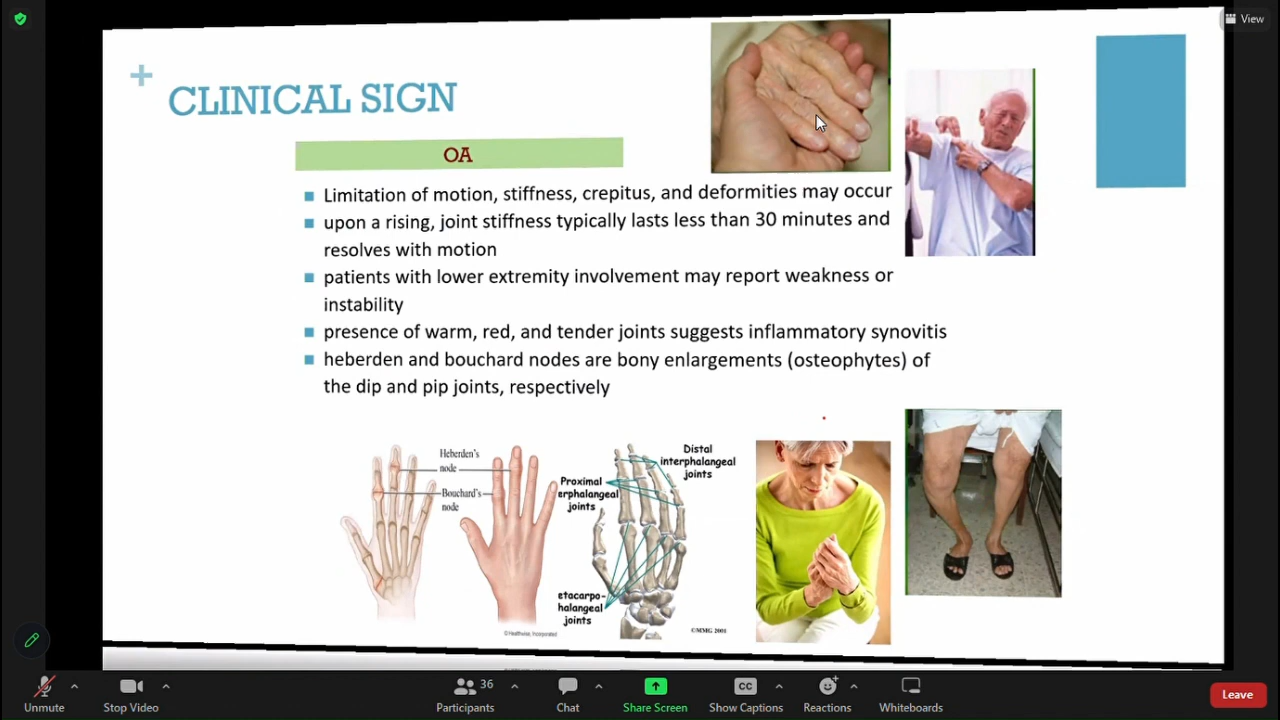 View
+
CLINICAL SIGN
OA
Limitation of motion, stiffness, crepitus, and deformities may occur
upon a rising, joint stiffness typically lasts less than 30 minutes and
resolves with motion
patients with lower extremity involvement may report weakness or
instability
presence of warm, red, and tender joints suggests inflammatory synovitis
heberden and bouchard nodes are bony enlargements (osteophytes) of
the dip and pip joints, respectively
Heberden's
node
Bouchard's
node
© Healthwise, Incorporated
Proximal
erphalangeal
joints
Distal
interphalangeal
joints
etacarpo-
halangeal
joints
©MMG 2001
Unmute
Stop Video
36
Participants
Chat
Share Screen
CC
Show Captions
Reactions
Whiteboards
Leave